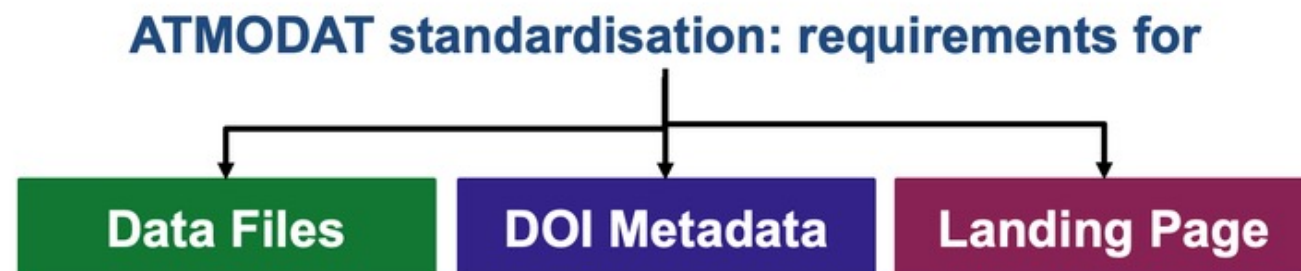 ATMODAT standardisation: requirements for
Data Files
DOI Metadata
Landing Page